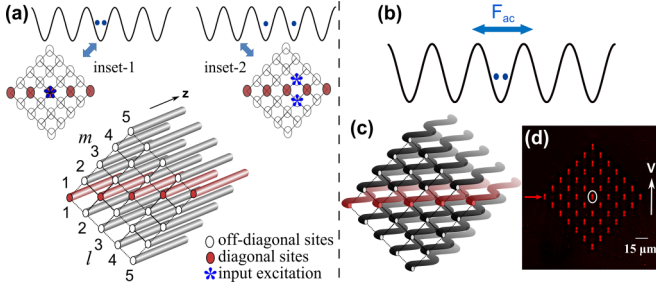 (a)
inset-1
inset-2
z
m
5
4
3
2
1
1
2
3
4
l
5
off-diagonal sites
diagonal sites
input excitation
(b)
Fac
(c)
(d)
V
15 μm